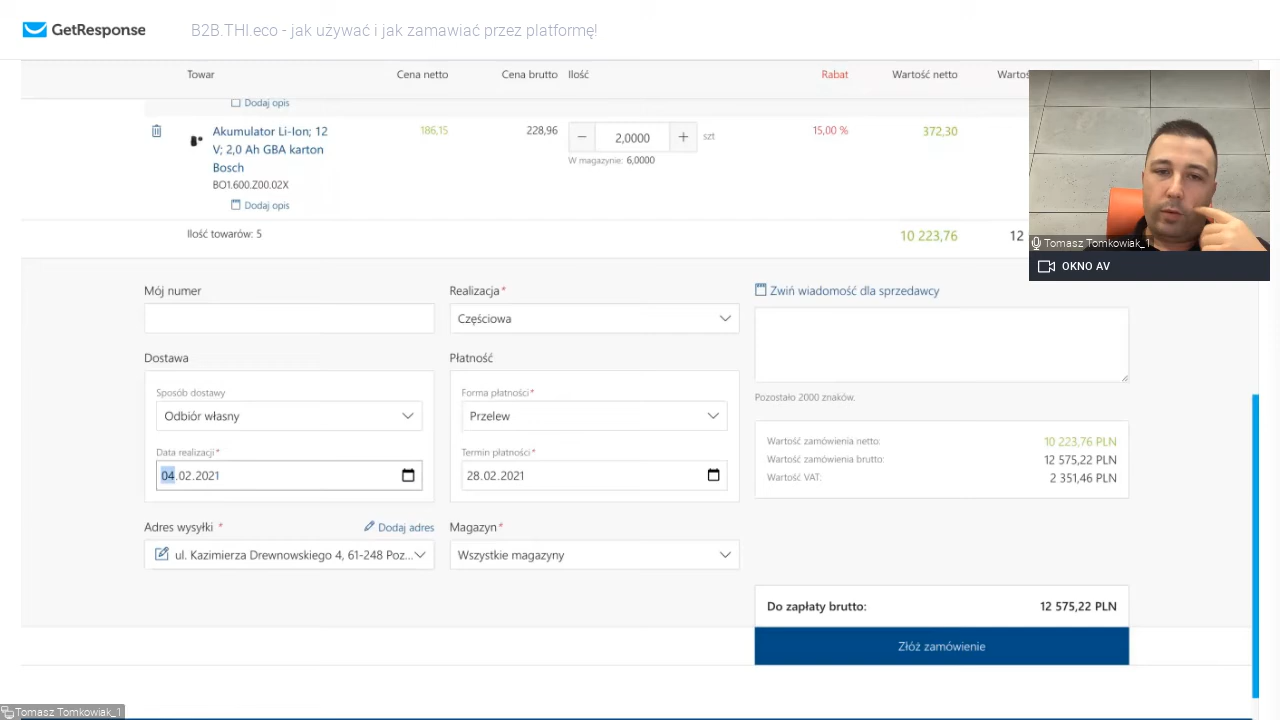 GetResponse
B2B.THI.eco - jak używać i jak zamawiać przez platformę!
Towar Cena netto Cena brutto Ilość Rabat Wartość netto
Dodaj opis
Akumulator Li-Ion; 12 V; 2,0 Ah GBA karton Bosch 186,15 228,96 − 2,0000 + szt 15,00 % 372,30
W magazynie: 6,0000
BO1.600.Z00.02X
Dodaj opis
Ilość towarów: 5 10 223,76 12
Tomasz Tomkowiak_1
OKNO AV
Mój numer
Realizacja*
Częściowa
Zwiń wiadomość dla sprzedawcy
Pozostało 2000 znaków.
Dostawa
Sposób dostawy
Odbiór własny
Data realizacji*
04.02.2021
Płatność
Forma płatności*
Przelew
Termin płatności*
28.02.2021
Wartość zamówienia netto: 10 223,76 PLN
Wartość zamówienia brutto: 12 575,22 PLN
Wartość VAT: 2 351,46 PLN
Adres wysyłki * Dodaj adres
ul. Kazimierza Drewnowskiego 4, 61-248 Poz...
Magazyn*
Wszystkie magazyny
Do zapłaty brutto: 12 575,22 PLN
Złóż zamówienie
Tomasz Tomkowiak_1